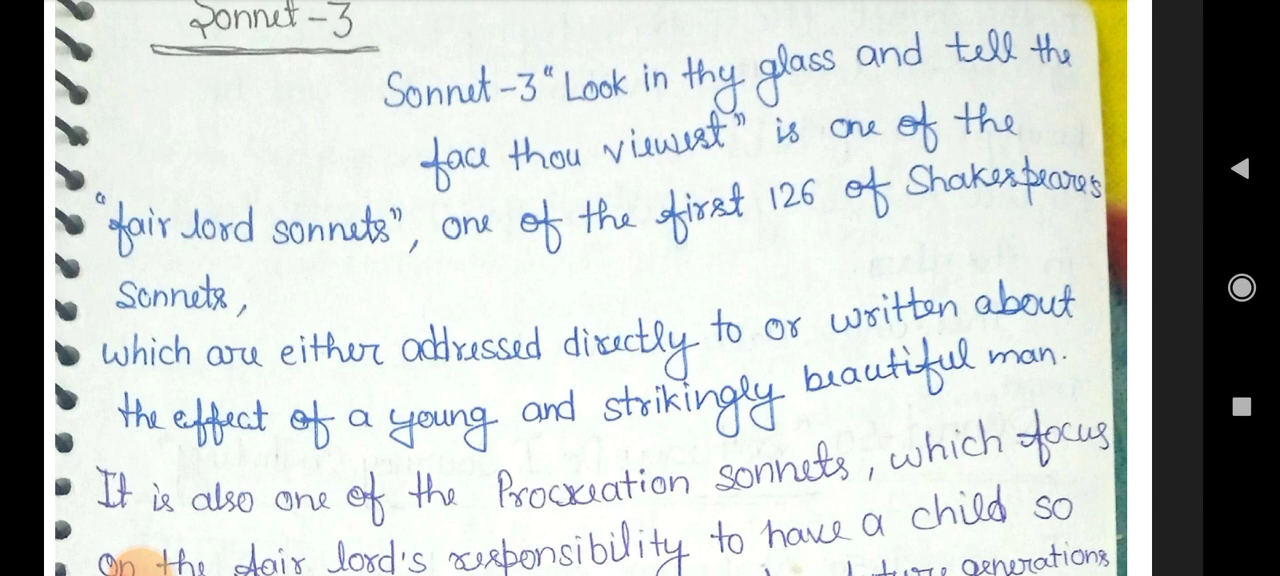 Sonnet-3
Sonnet-3 "Look in thy glass and tell the
face thou viewest" is one of the
"fair lord sonnets", one of the first 126 of Shakespeares
Sonnets,
which are either addressed directly to or written about
the effect of a young and strikingly beautiful man.
It is also one of the Procreation sonnets, which focus
On the fair lord's responsibility to have a child so
future generations